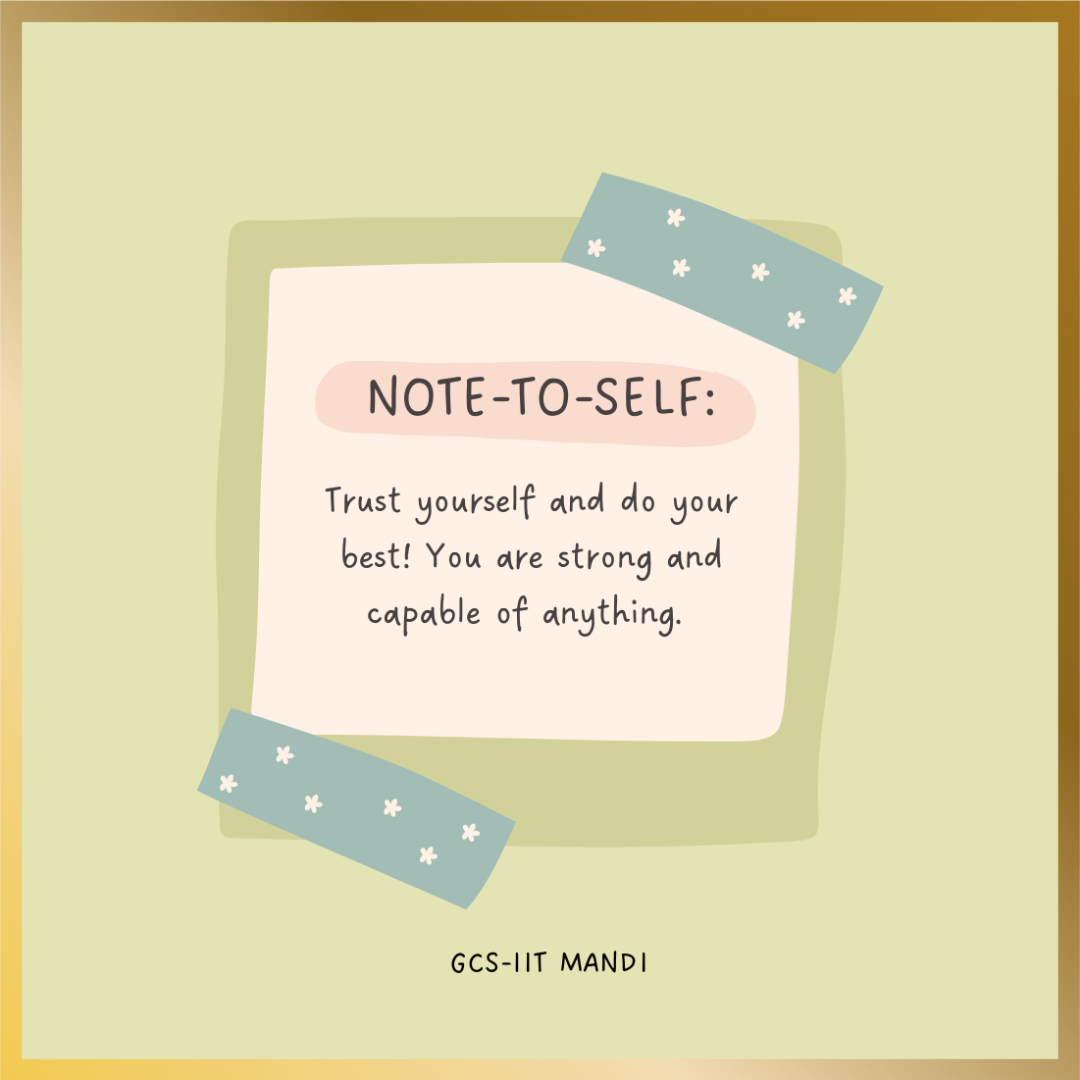 NOTE-TO-SELF:
Trust yourself and do your
best! You are strong and
capable of anything.
GCS-IIT MANDI